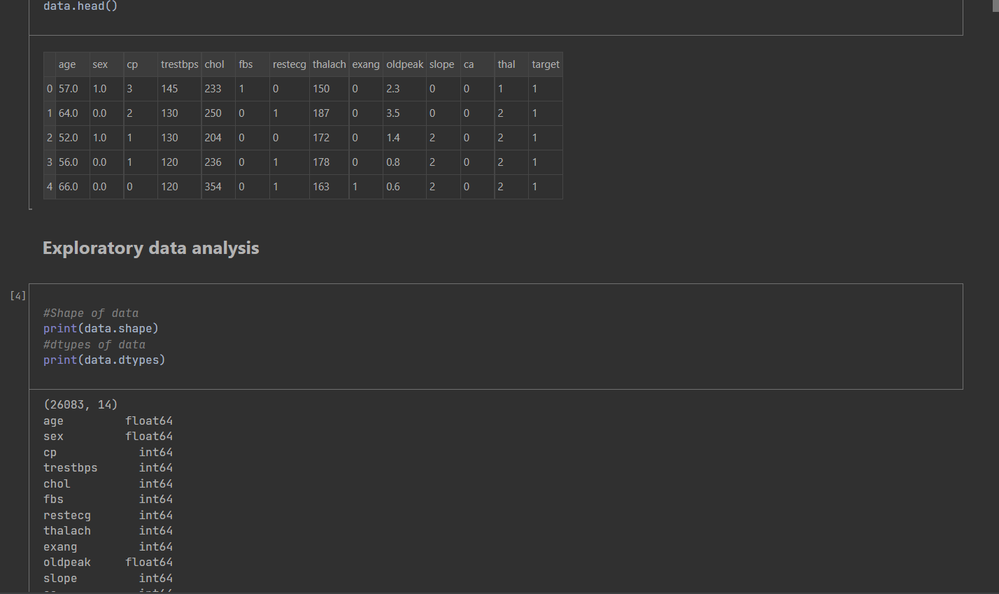 data.head()
age sex cp trestbps chol fbs restecg thalach exang oldpeak slope ca thal target
0 57.0 1.0 3 145 233 1 0 150 0 2.3 0 0 1 1
1 64.0 0.0 2 130 250 0 1 187 0 3.5 0 0 2 1
2 52.0 1.0 1 130 204 0 0 172 0 1.4 2 0 2 1
3 56.0 0.0 1 120 236 0 1 178 0 0.8 2 0 2 1
4 66.0 0.0 0 120 354 0 1 163 1 0.6 2 0 2 1
Exploratory data analysis
[4]
#Shape of data
print(data.shape)
#dtypes of data
print(data.dtypes)
(26083, 14)
age float64
sex float64
cp int64
trestbps int64
chol int64
fbs int64
restecg int64
thalach int64
exang int64
oldpeak float64
slope int64